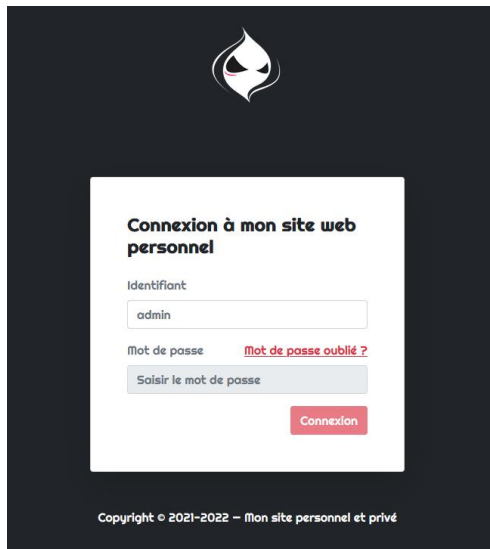 Connexion à mon site web
personnel
Identifiant
admin
Mot de passe Mot de passe oublié ?
Saisir le mot de passe
Connexion
Copyright © 2021-2022 — Mon site personnel et privé